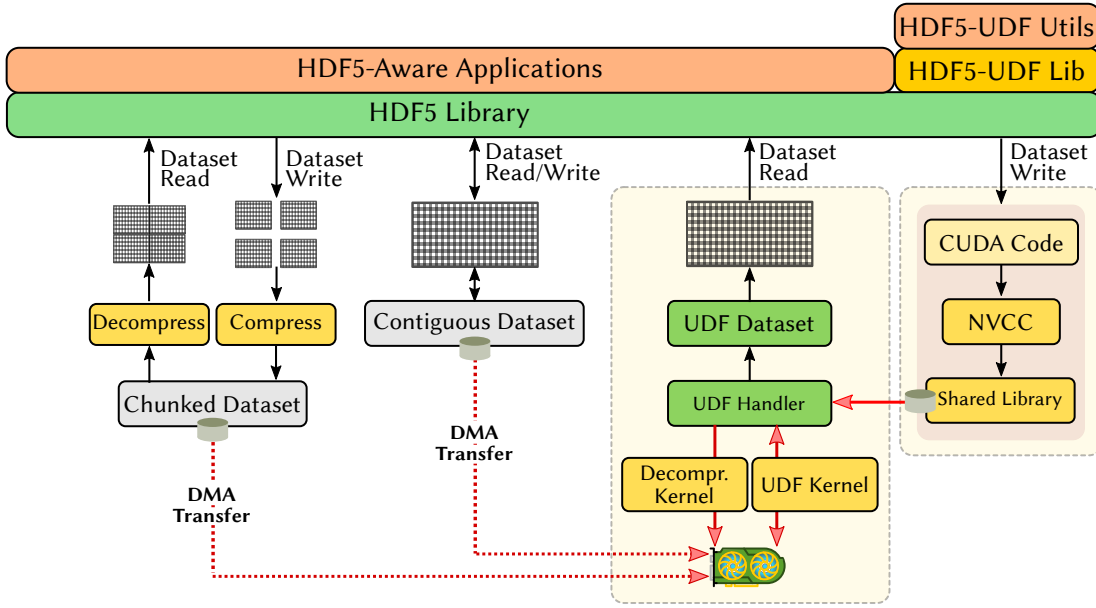 HDF5-UDF Utils
HDF5-Aware Applications
HDF5-UDF Lib
HDF5 Library
Dataset
Read
Dataset
Write
Dataset
Read/Write
Dataset
Read
Dataset
Write
CUDA Code
Decompress
Compress
Contiguous Dataset
UDF Dataset
NVCC
Chunked Dataset
UDF Handler
Shared Library
DMA
Transfer
Decompr.
Kernel
UDF Kernel
DMA
Transfer